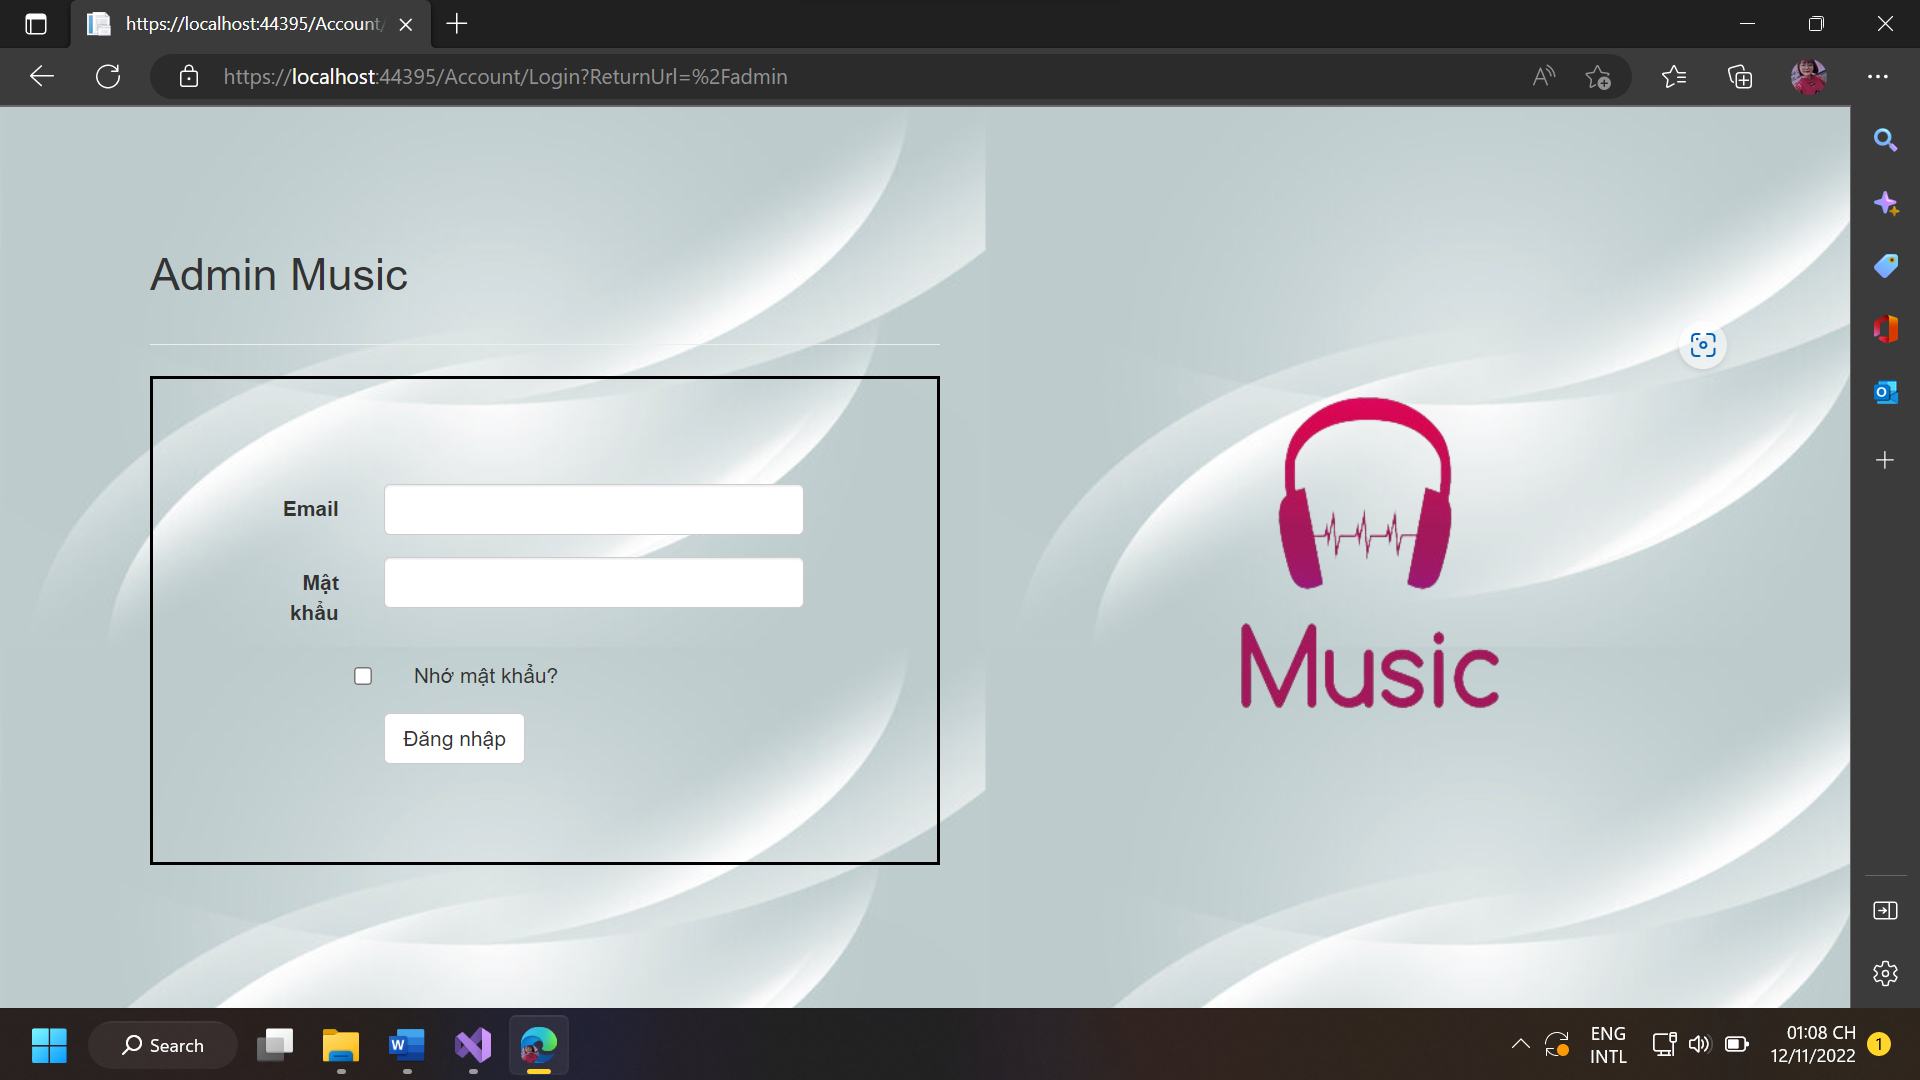 https://localhost:44395/Account/
https://localhost:44395/Account/Login?ReturnUrl=%2Fadmin
Admin Music
Email
Mật
khẩu
Nhớ mật khẩu?
Đăng nhập
Music
Search
ENG
INTL
01:08 CH
12/11/2022
1